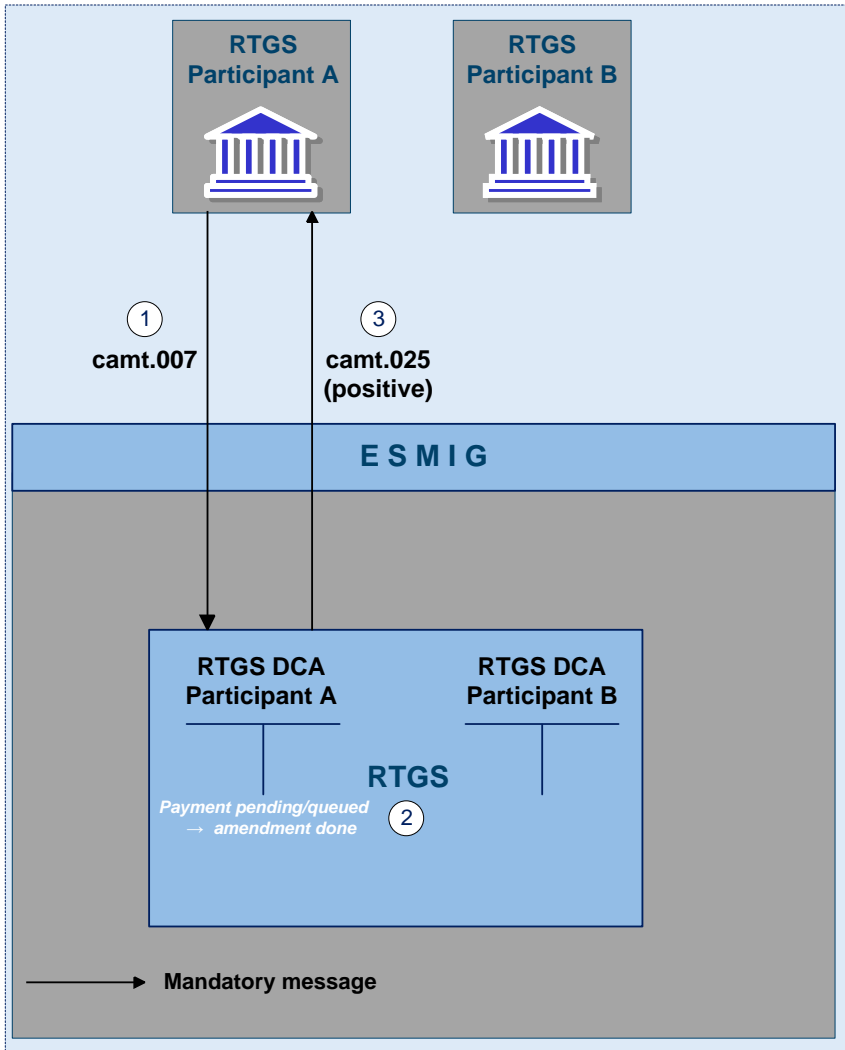 RTGS
Participant A
RTGS
Participant B
1
camt.007
3
camt.025
(positive)
E S M I G
RTGS DCA
Participant A
RTGS DCA
Participant B
RTGS
Payment pending/queued
→ amendment done
2
Mandatory message